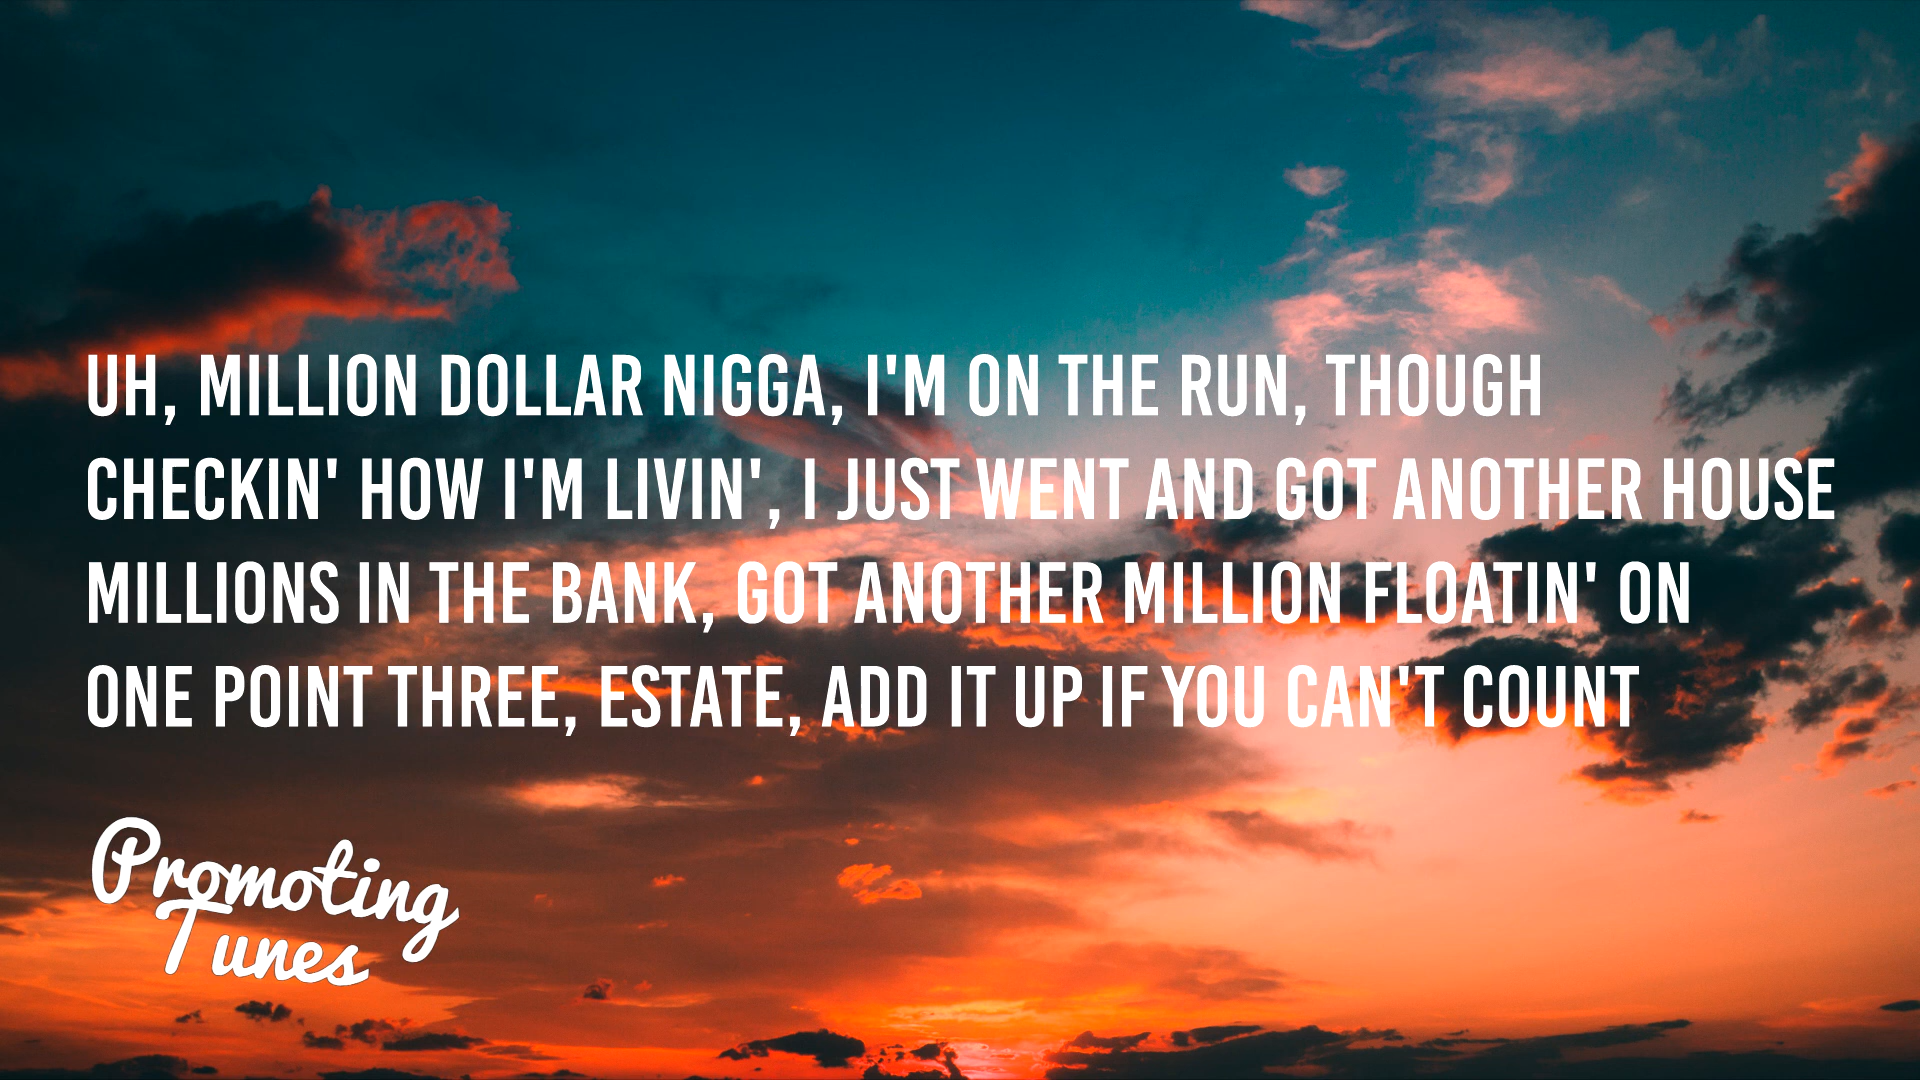 UH, MILLION DOLLAR NIGGA, I'M ON THE RUN, THOUGH
CHECKIN' HOW I'M LIVIN', I JUST WENT AND GOT ANOTHER HOUSE
MILLIONS IN THE BANK, GOT ANOTHER MILLION FLOATIN' ON
ONE POINT THREE, ESTATE, ADD IT UP IF YOU CAN'T COUNT
Promoting
Tunes